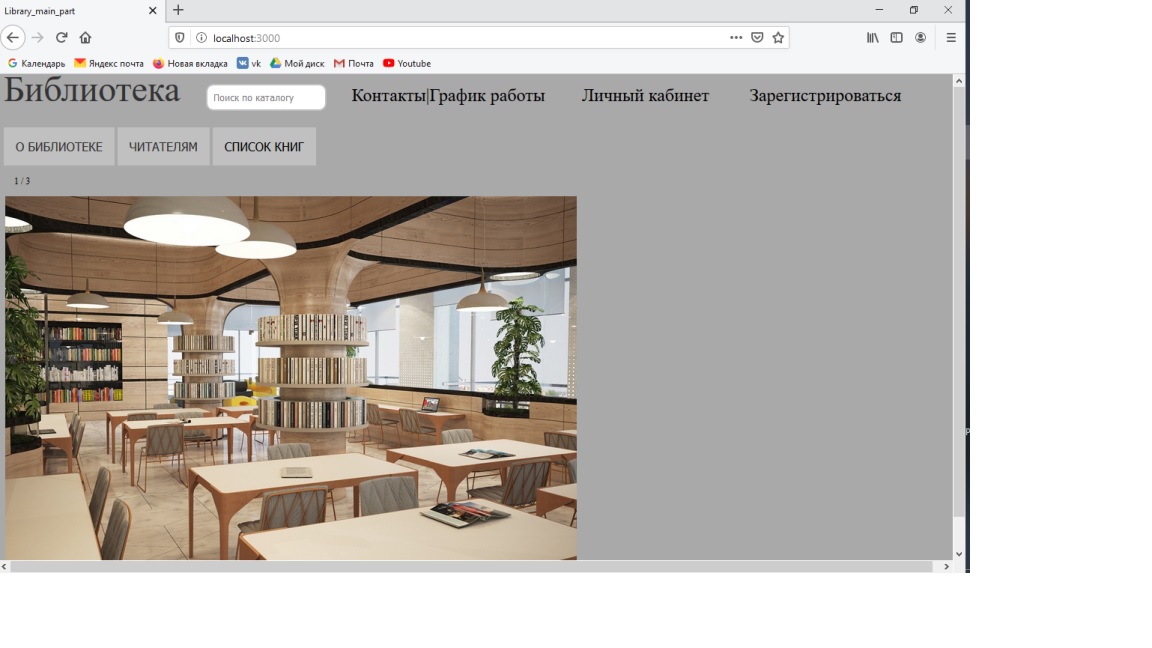 Library_main_part
localhost:3000
Календарь Яндекс почта Новая вкладка vk Мой диск Почта Youtube
Библиотека Поиск по каталогу Контакты|График работы Личный кабинет Зарегистрироваться
О БИБЛИОТЕКЕ ЧИТАТЕЛЯМ СПИСОК КНИГ
1 / 3